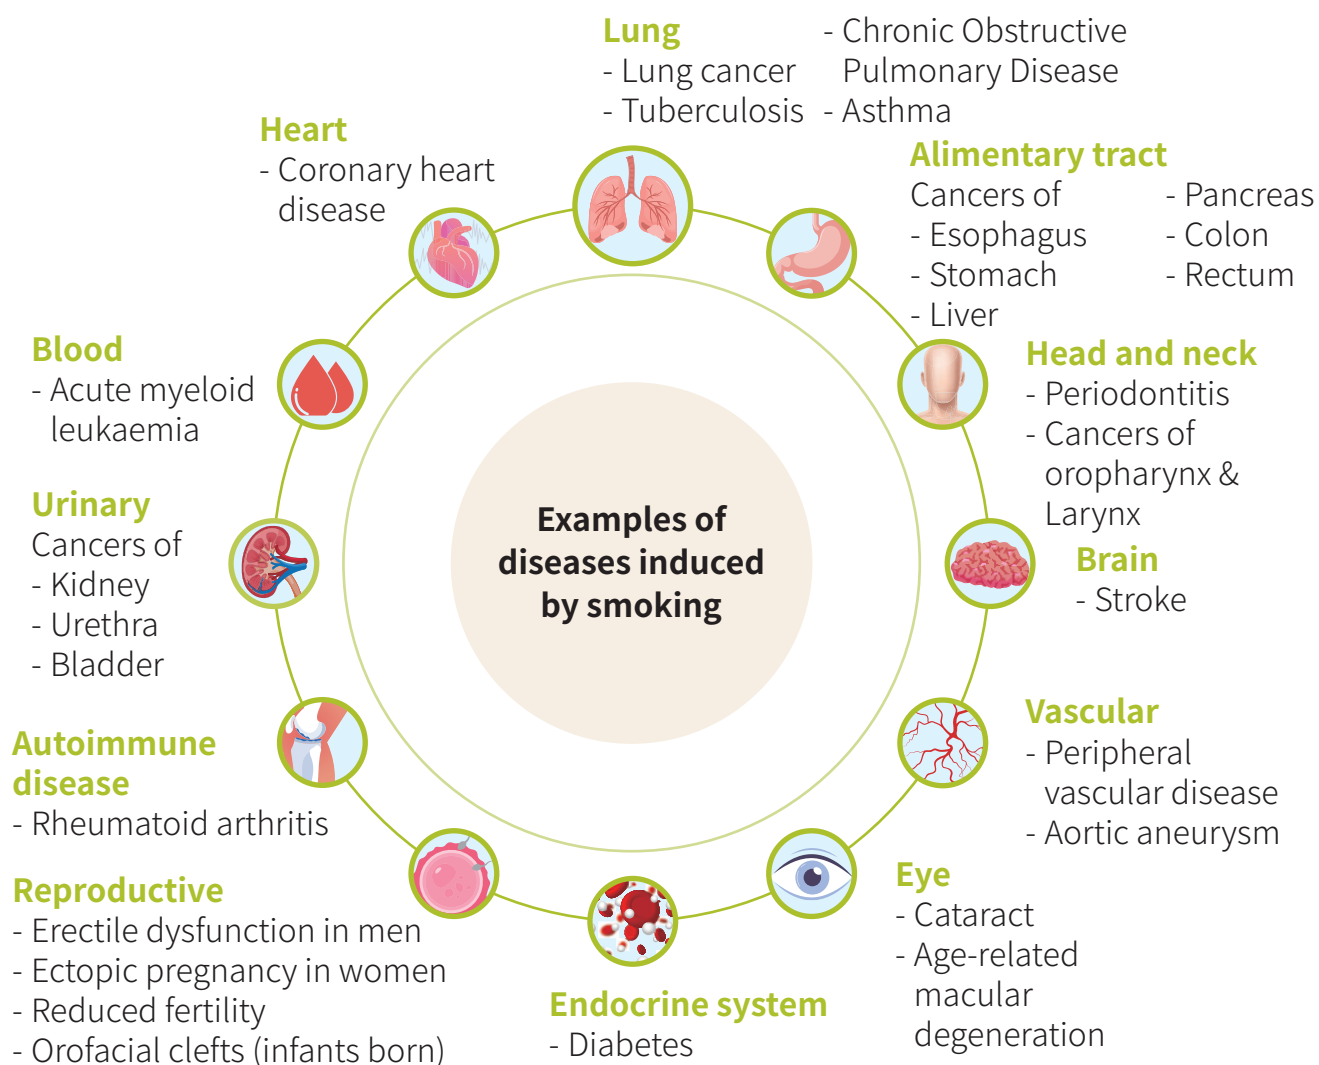 Lung
- Lung cancer
- Tuberculosis
- Chronic Obstructive
Pulmonary Disease
- Asthma
Alimentary tract
Cancers of
- Esophagus
- Stomach
- Liver
- Pancreas
- Colon
- Rectum
Head and neck
- Periodontitis
- Cancers of
oropharynx &
Larynx
Brain
- Stroke
Vascular
- Peripheral
vascular disease
- Aortic aneurysm
Eye
- Cataract
- Age-related
macular
degeneration
Endocrine system
- Diabetes
Reproductive
- Erectile dysfunction in men
- Ectopic pregnancy in women
- Reduced fertility
- Orofacial clefts (infants born)
Autoimmune
disease
- Rheumatoid arthritis
Urinary
Cancers of
- Kidney
- Urethra
- Bladder
Blood
- Acute myeloid
leukaemia
Heart
- Coronary heart
disease
Examples of
diseases induced
by smoking